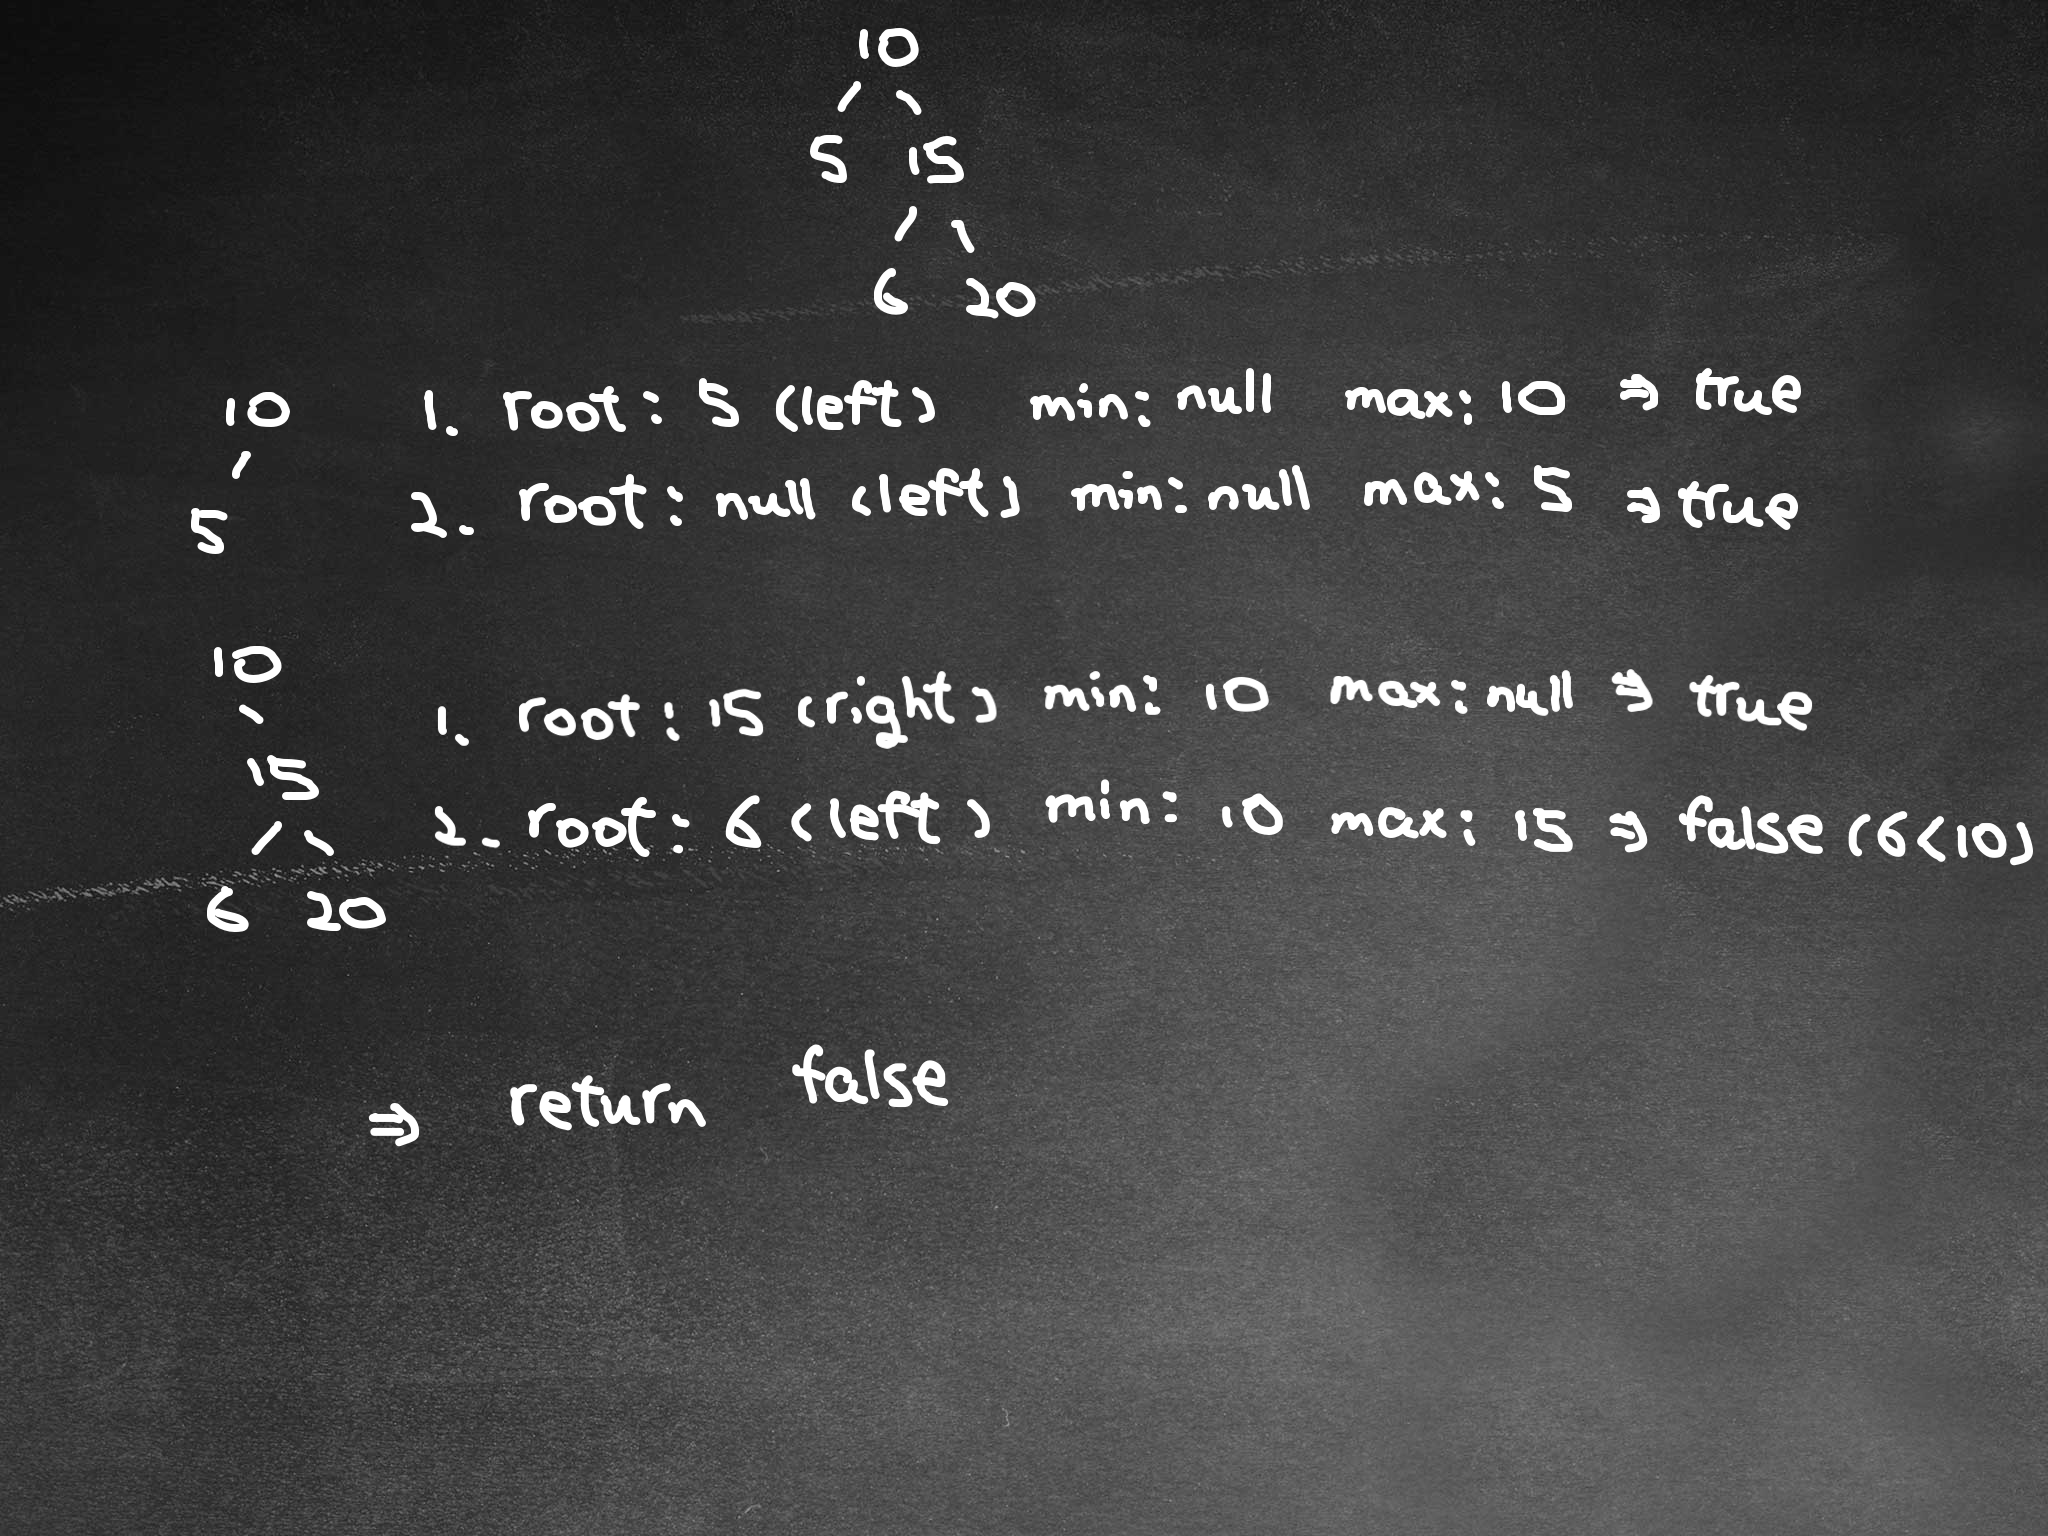 10
5 15
6 20
10 1. root: 5 (left) min: null max: 10 ⇒ true
5 2. root: null (left) min: null max: 5 ⇒ true
10
15 1. root: 15 (right) min: 10 max: null ⇒ true
6 20 2. root: 6 (left) min: 10 max: 15 ⇒ false (6<10)
⇒ return false